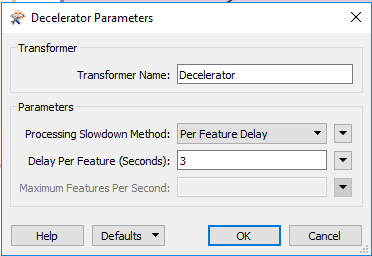 Decelerator Parameters
Transformer
Transformer Name: Decelerator
Parameters
Processing Slowdown Method: Per Feature Delay
Delay Per Feature (Seconds): 3
Maximum Features Per Second:
Help Defaults OK Cancel